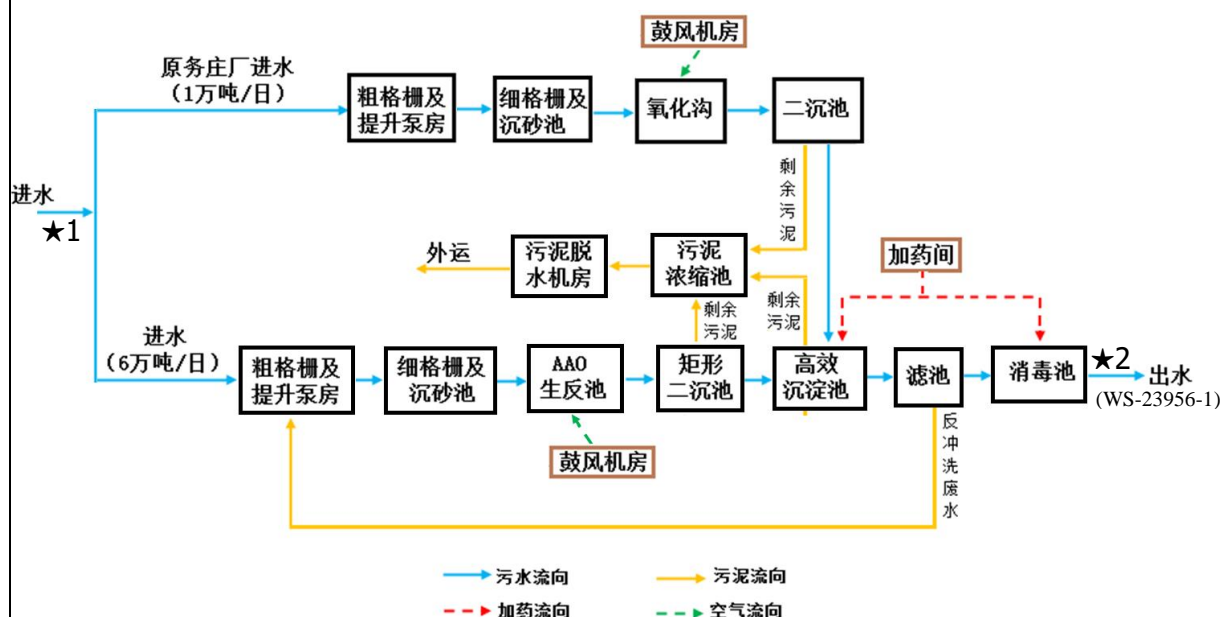 鼓风机房
原务庄厂进水
（1万吨/日）
粗格栅及
提升泵房
细格栅及
沉砂池
氧化沟
二沉池
剩
余
污
泥
进水
★1
外运
污泥脱
水机房
污泥
浓缩池
加药间
剩余
污泥
剩余
污泥
进水
（6万吨/日）
粗格栅及
提升泵房
细格栅及
沉砂池
AAO
生反池
矩形
二沉池
高效
沉淀池
滤池
消毒池
★2
出水
(WS-23956-1)
鼓风机房
反
冲
洗
废
水
污水流向
污泥流向
加药流向
空气流向